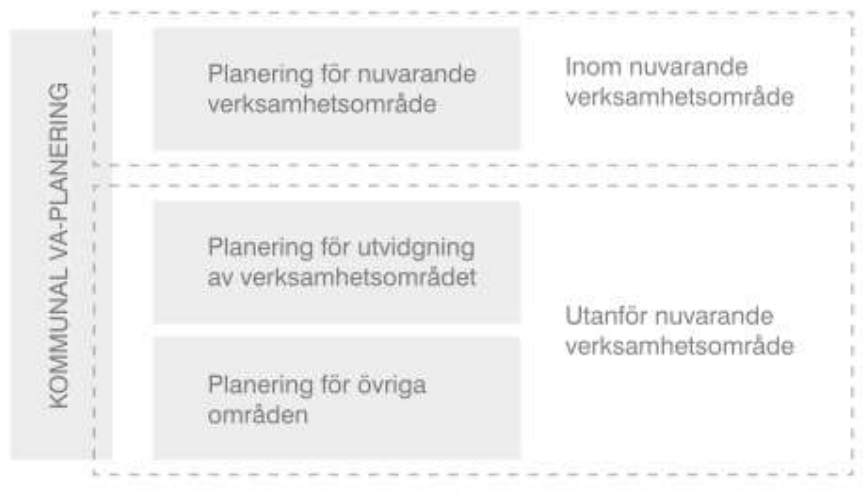 KOMMUNAL VA-PLANERING
Planering för nuvarande
verksamhetsområde
Inom nuvarande
verksamhetsområde
Planering för utvidgning
av verksamhetsområdet
Planering för övriga
områden
Utanför nuvarande
verksamhetsområde